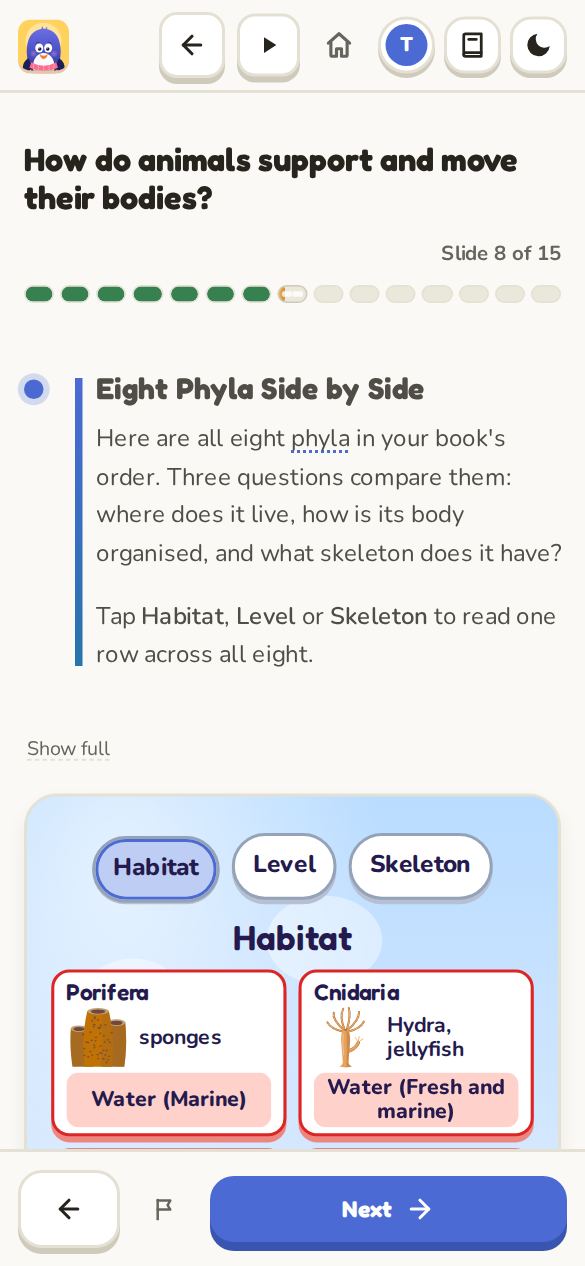 T
How do animals support and move
their bodies?
Slide 8 of 15
Eight Phyla Side by Side
Here are all eight phyla in your book's
order. Three questions compare them:
where does it live, how is its body
organised, and what skeleton does it have?
Tap Habitat, Level or Skeleton to read one
row across all eight.
Show full
Habitat
Level
Skeleton
Habitat
Porifera
sponges
Water (Marine)
Cnidaria
Hydra,
jellyfish
Water (Fresh and
marine)
Next